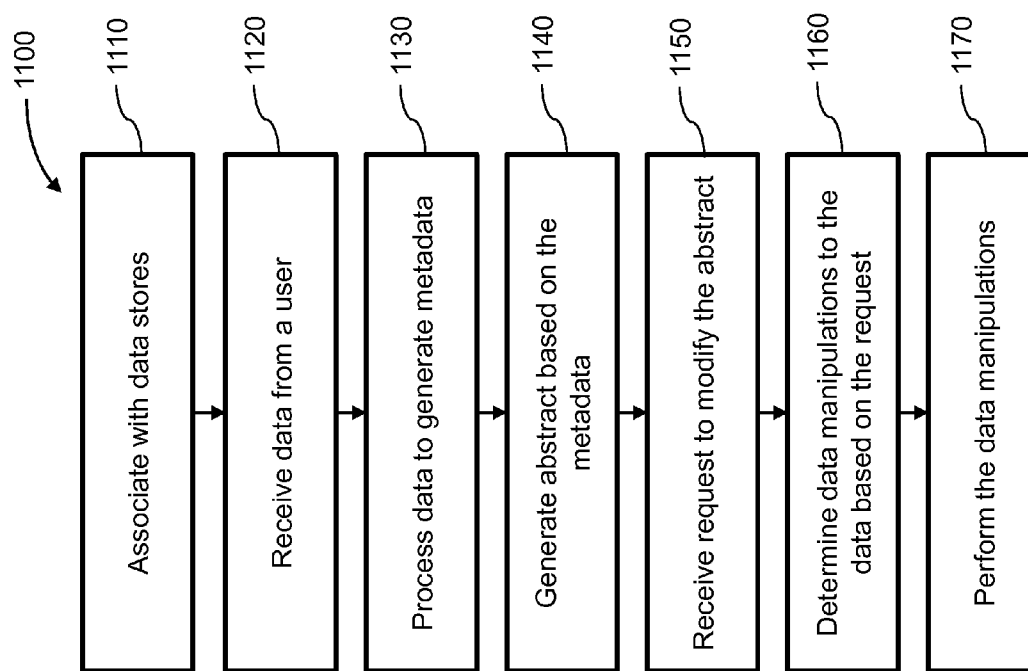 1100
1110
Associate with data stores
1120
Receive data from a user
1130
Process data to generate metadata
1140
Generate abstract based on the
metadata
1150
Receive request to modify the abstract
1160
Determine data manipulations to the
data based on the request
1170
Perform the data manipulations